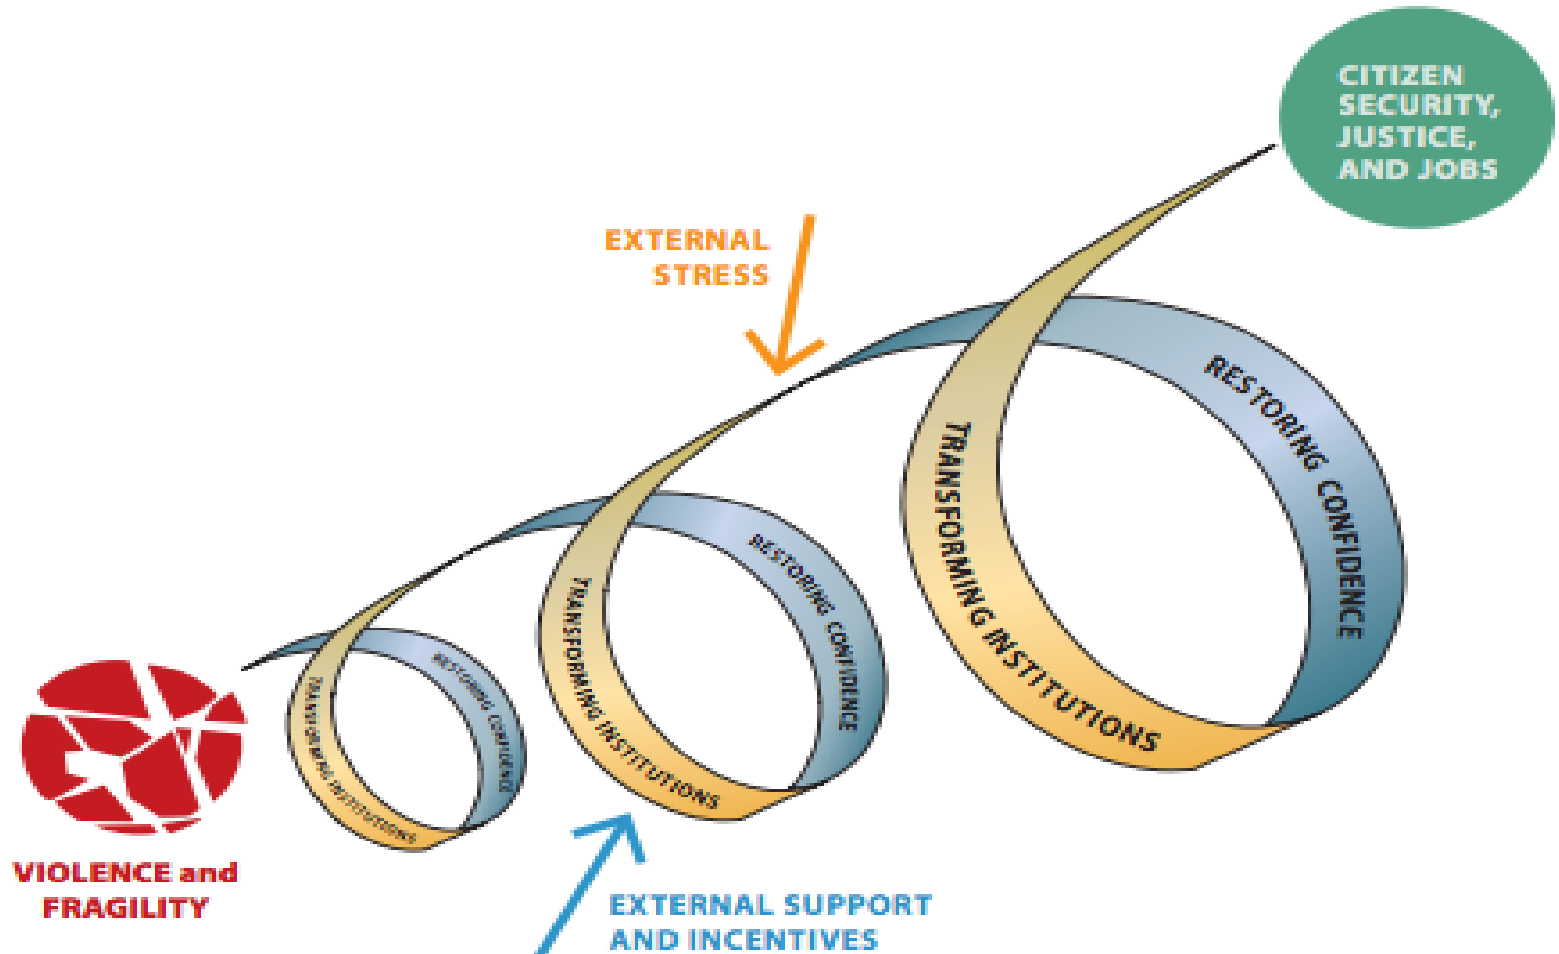 CITIZEN
SECURITY,
JUSTICE,
AND JOBS
EXTERNAL
STRESS
RESTORING CONFIDENCE
TRANSFORMING INSTITUTIONS
RESTORING CONFIDENCE
TRANSFORMING INSTITUTIONS
RESTORING CONFIDENCE
TRANSFORMING INSTITUTIONS
VIOLENCE and
FRAGILITY
EXTERNAL SUPPORT
AND INCENTIVES